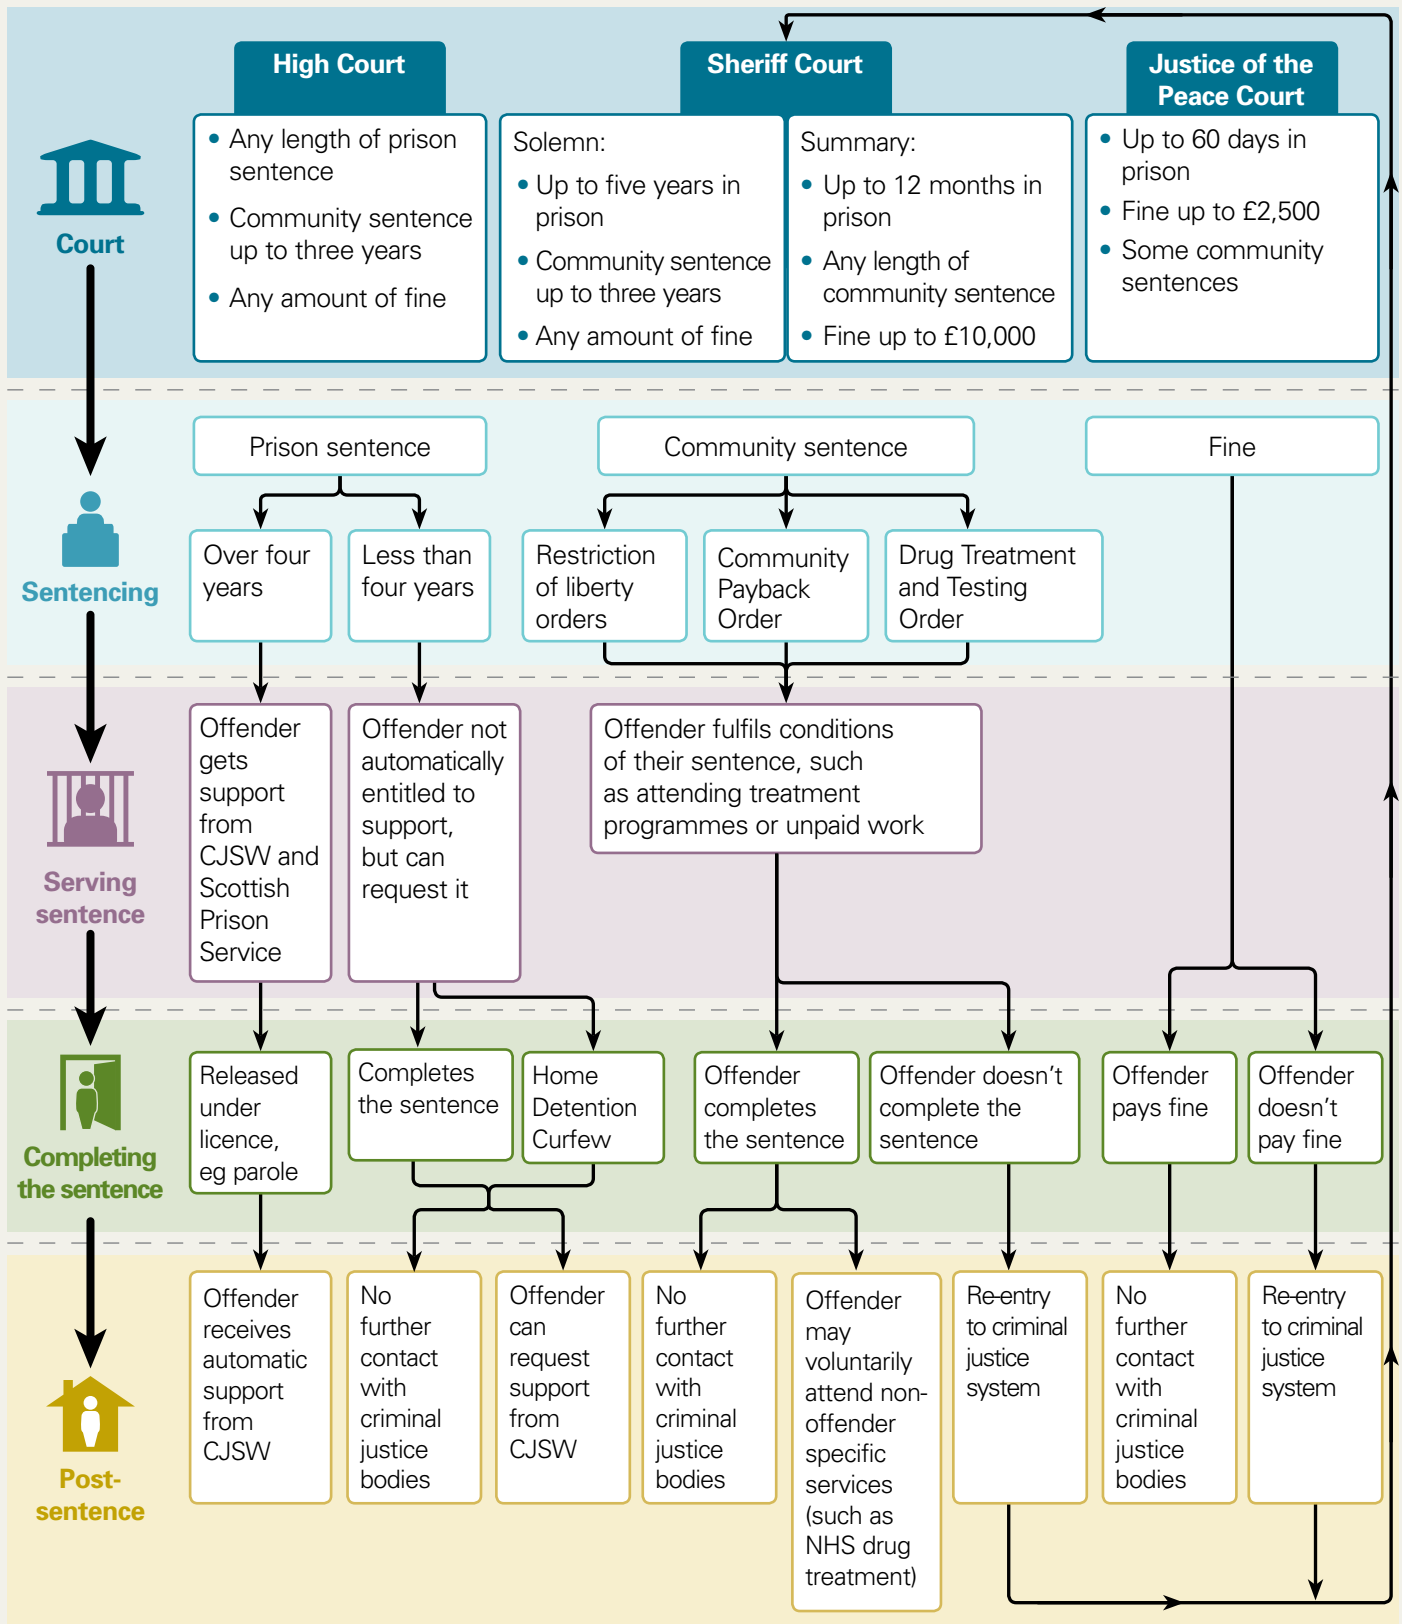 High Court
Sheriff Court
Justice of the
Peace Court
Court
• Any length of prison
sentence
• Community sentence
up to three years
• Any amount of fine
Solemn:
• Up to five years in
prison
• Community sentence
up to three years
• Any amount of fine
Summary:
• Up to 12 months in
prison
• Any length of
community sentence
• Fine up to £10,000
• Up to 60 days in
prison
• Fine up to £2,500
• Some community
sentences
Sentencing
Prison sentence
Community sentence
Fine
Over four
years
Less than
four years
Restriction
of liberty
orders
Community
Payback
Order
Drug Treatment
and Testing
Order
Serving
sentence
Offender
gets
support
from
CJSW and
Scottish
Prison
Service
Offender not
automatically
entitled to
support,
but can
request it
Offender fulfils conditions
of their sentence, such
as attending treatment
programmes or unpaid work
Completing
the sentence
Released
under
licence,
eg parole
Completes
the sentence
Home
Detention
Curfew
Offender
completes
the sentence
Offender doesn't
complete the
sentence
Offender
pays fine
Offender
doesn't
pay fine
Post-
sentence
Offender
receives
automatic
support
from
CJSW
No
further
contact
with
criminal
justice
bodies
Offender
can
request
support
from
CJSW
No
further
contact
with
criminal
justice
bodies
Offender
may
voluntarily
attend non-
offender
specific
services
(such as
NHS drug
treatment)
Re-entry
to criminal
justice
system
No
further
contact
with
criminal
justice
bodies
Re-entry
to criminal
justice
system